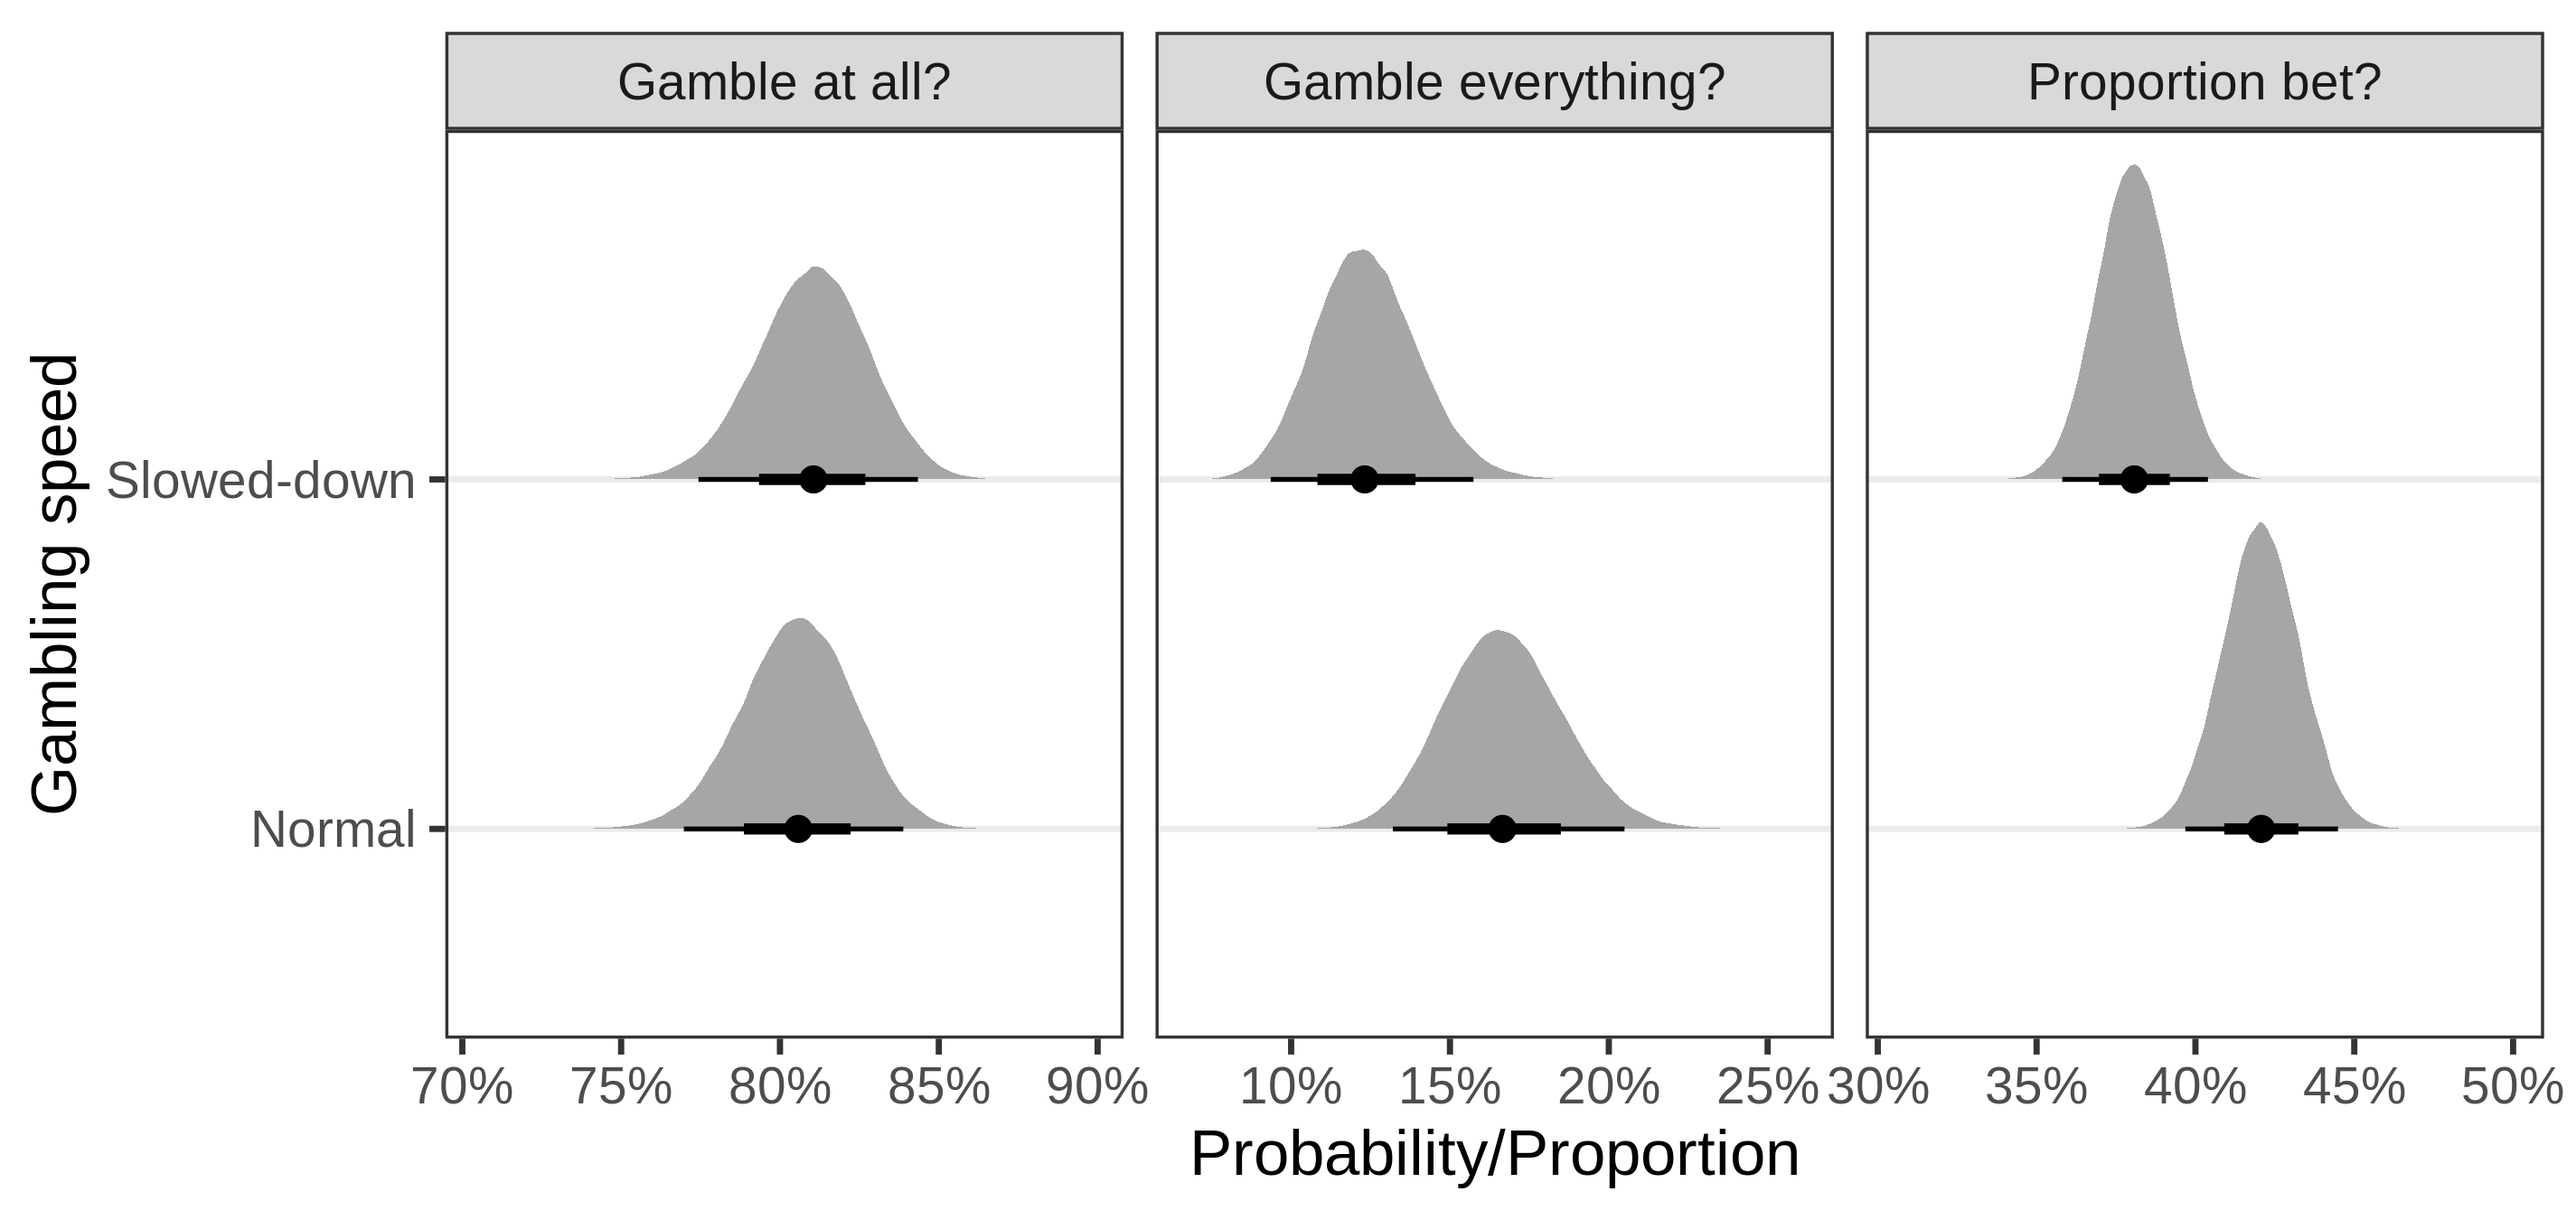 Gamble at all?
Gamble everything?
Proportion bet?
Gambling speed
Slowed-down
Normal
70% 75% 80% 85% 90% 10% 15% 20% 25% 30% 35% 40% 45% 50%
Probability/Proportion